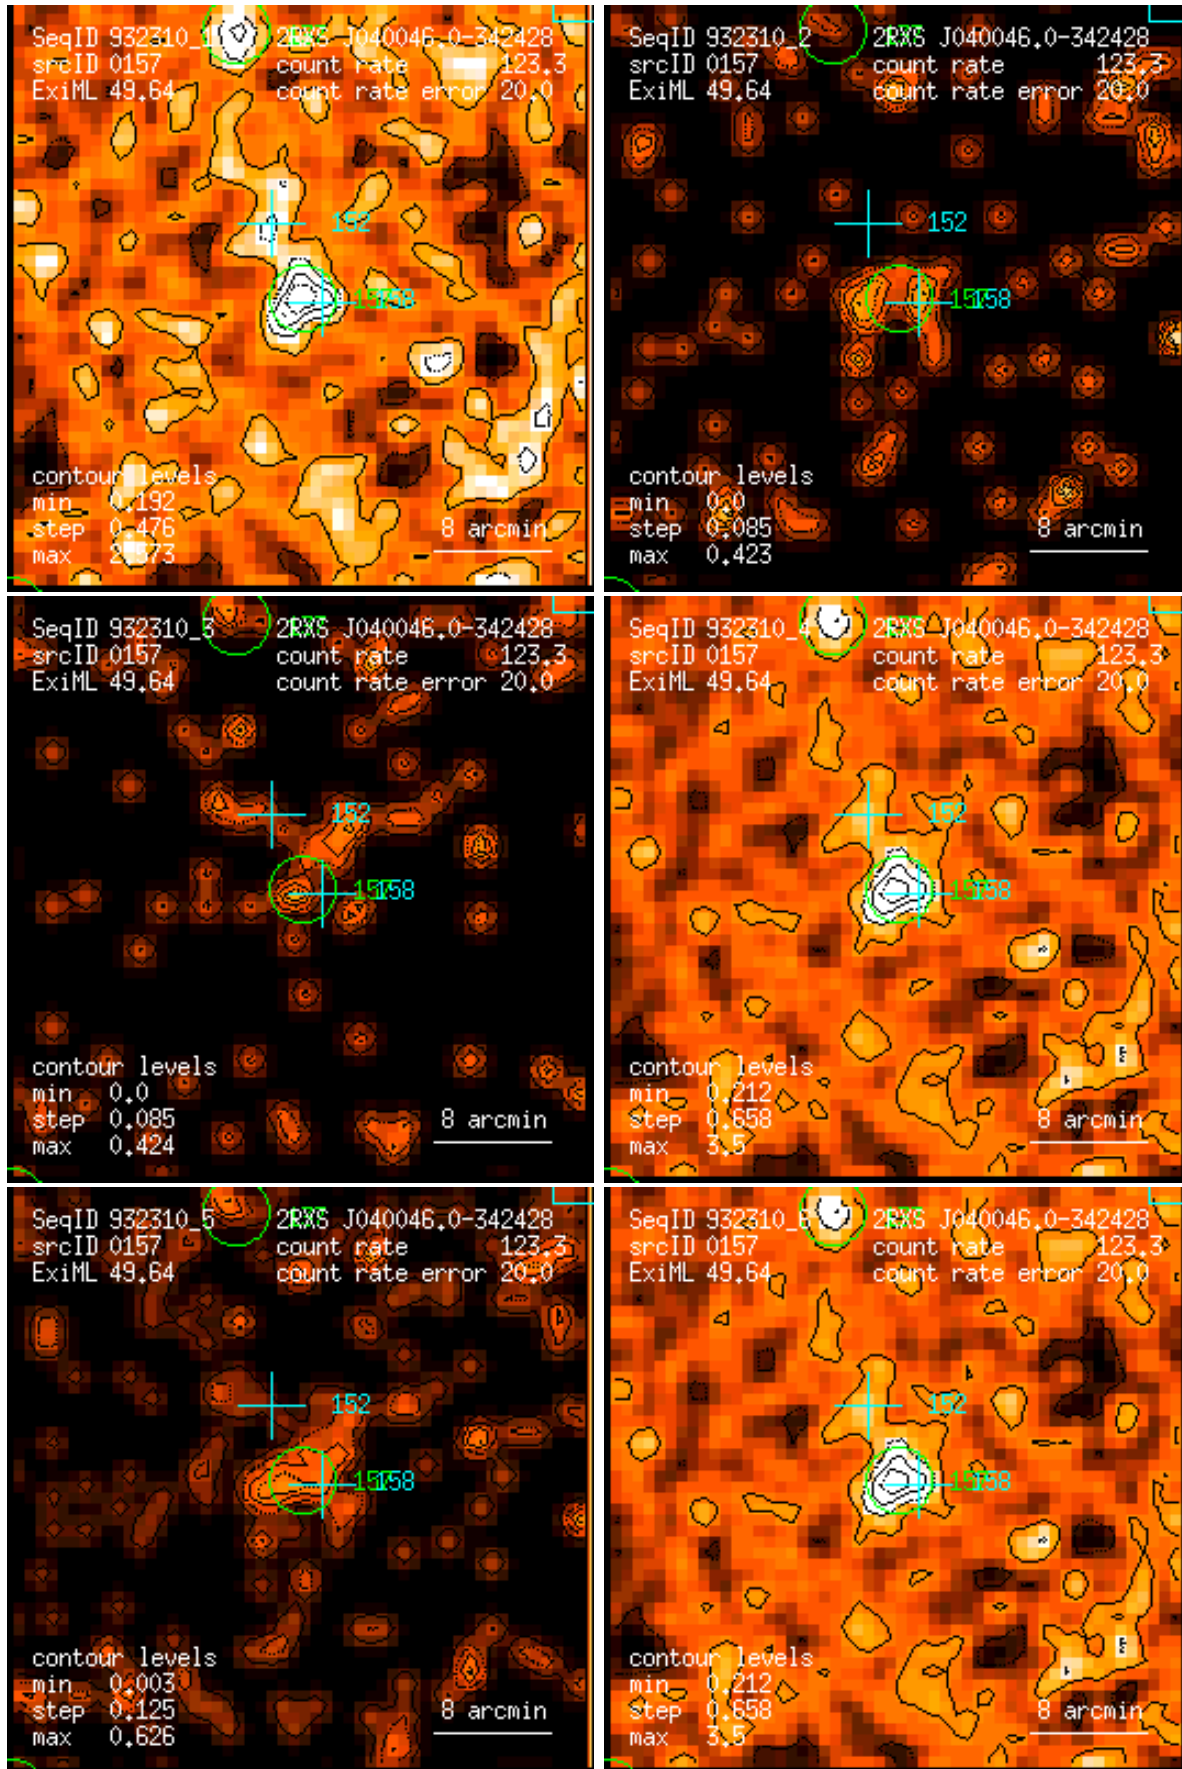 SeqID 932310_1 2RXS J040046.0-342428
srcID 0157 count rate 123.3
ExiML 49.64 count rate error 20.0
152
158
contour levels
min 0.192
step 0.476
max 2.573
8 arcmin
SeqID 932310_2 2RXS J040046.0-342428
srcID 0157 count rate 123.3
ExiML 49.64 count rate error 20.0
152
158
contour levels
min 0.0
step 0.085
max 0.423
8 arcmin
SeqID 932310_3 2RXS J040046.0-342428
srcID 0157 count rate 123.3
ExiML 49.64 count rate error 20.0
152
158
contour levels
min 0.0
step 0.085
max 0.424
8 arcmin
SeqID 932310_4 2RXS J040046.0-342428
srcID 0157 count rate 123.3
ExiML 49.64 count rate error 20.0
152
158
contour levels
min 0.212
step 0.658
max 3.5
8 arcmin
SeqID 932310_5 2RXS J040046.0-342428
srcID 0157 count rate 123.3
ExiML 49.64 count rate error 20.0
152
158
contour levels
min 0.003
step 0.125
max 0.626
8 arcmin
SeqID 932310_6 2RXS J040046.0-342428
srcID 0157 count rate 123.3
ExiML 49.64 count rate error 20.0
152
158
contour levels
min 0.212
step 0.658
max 3.5
8 arcmin